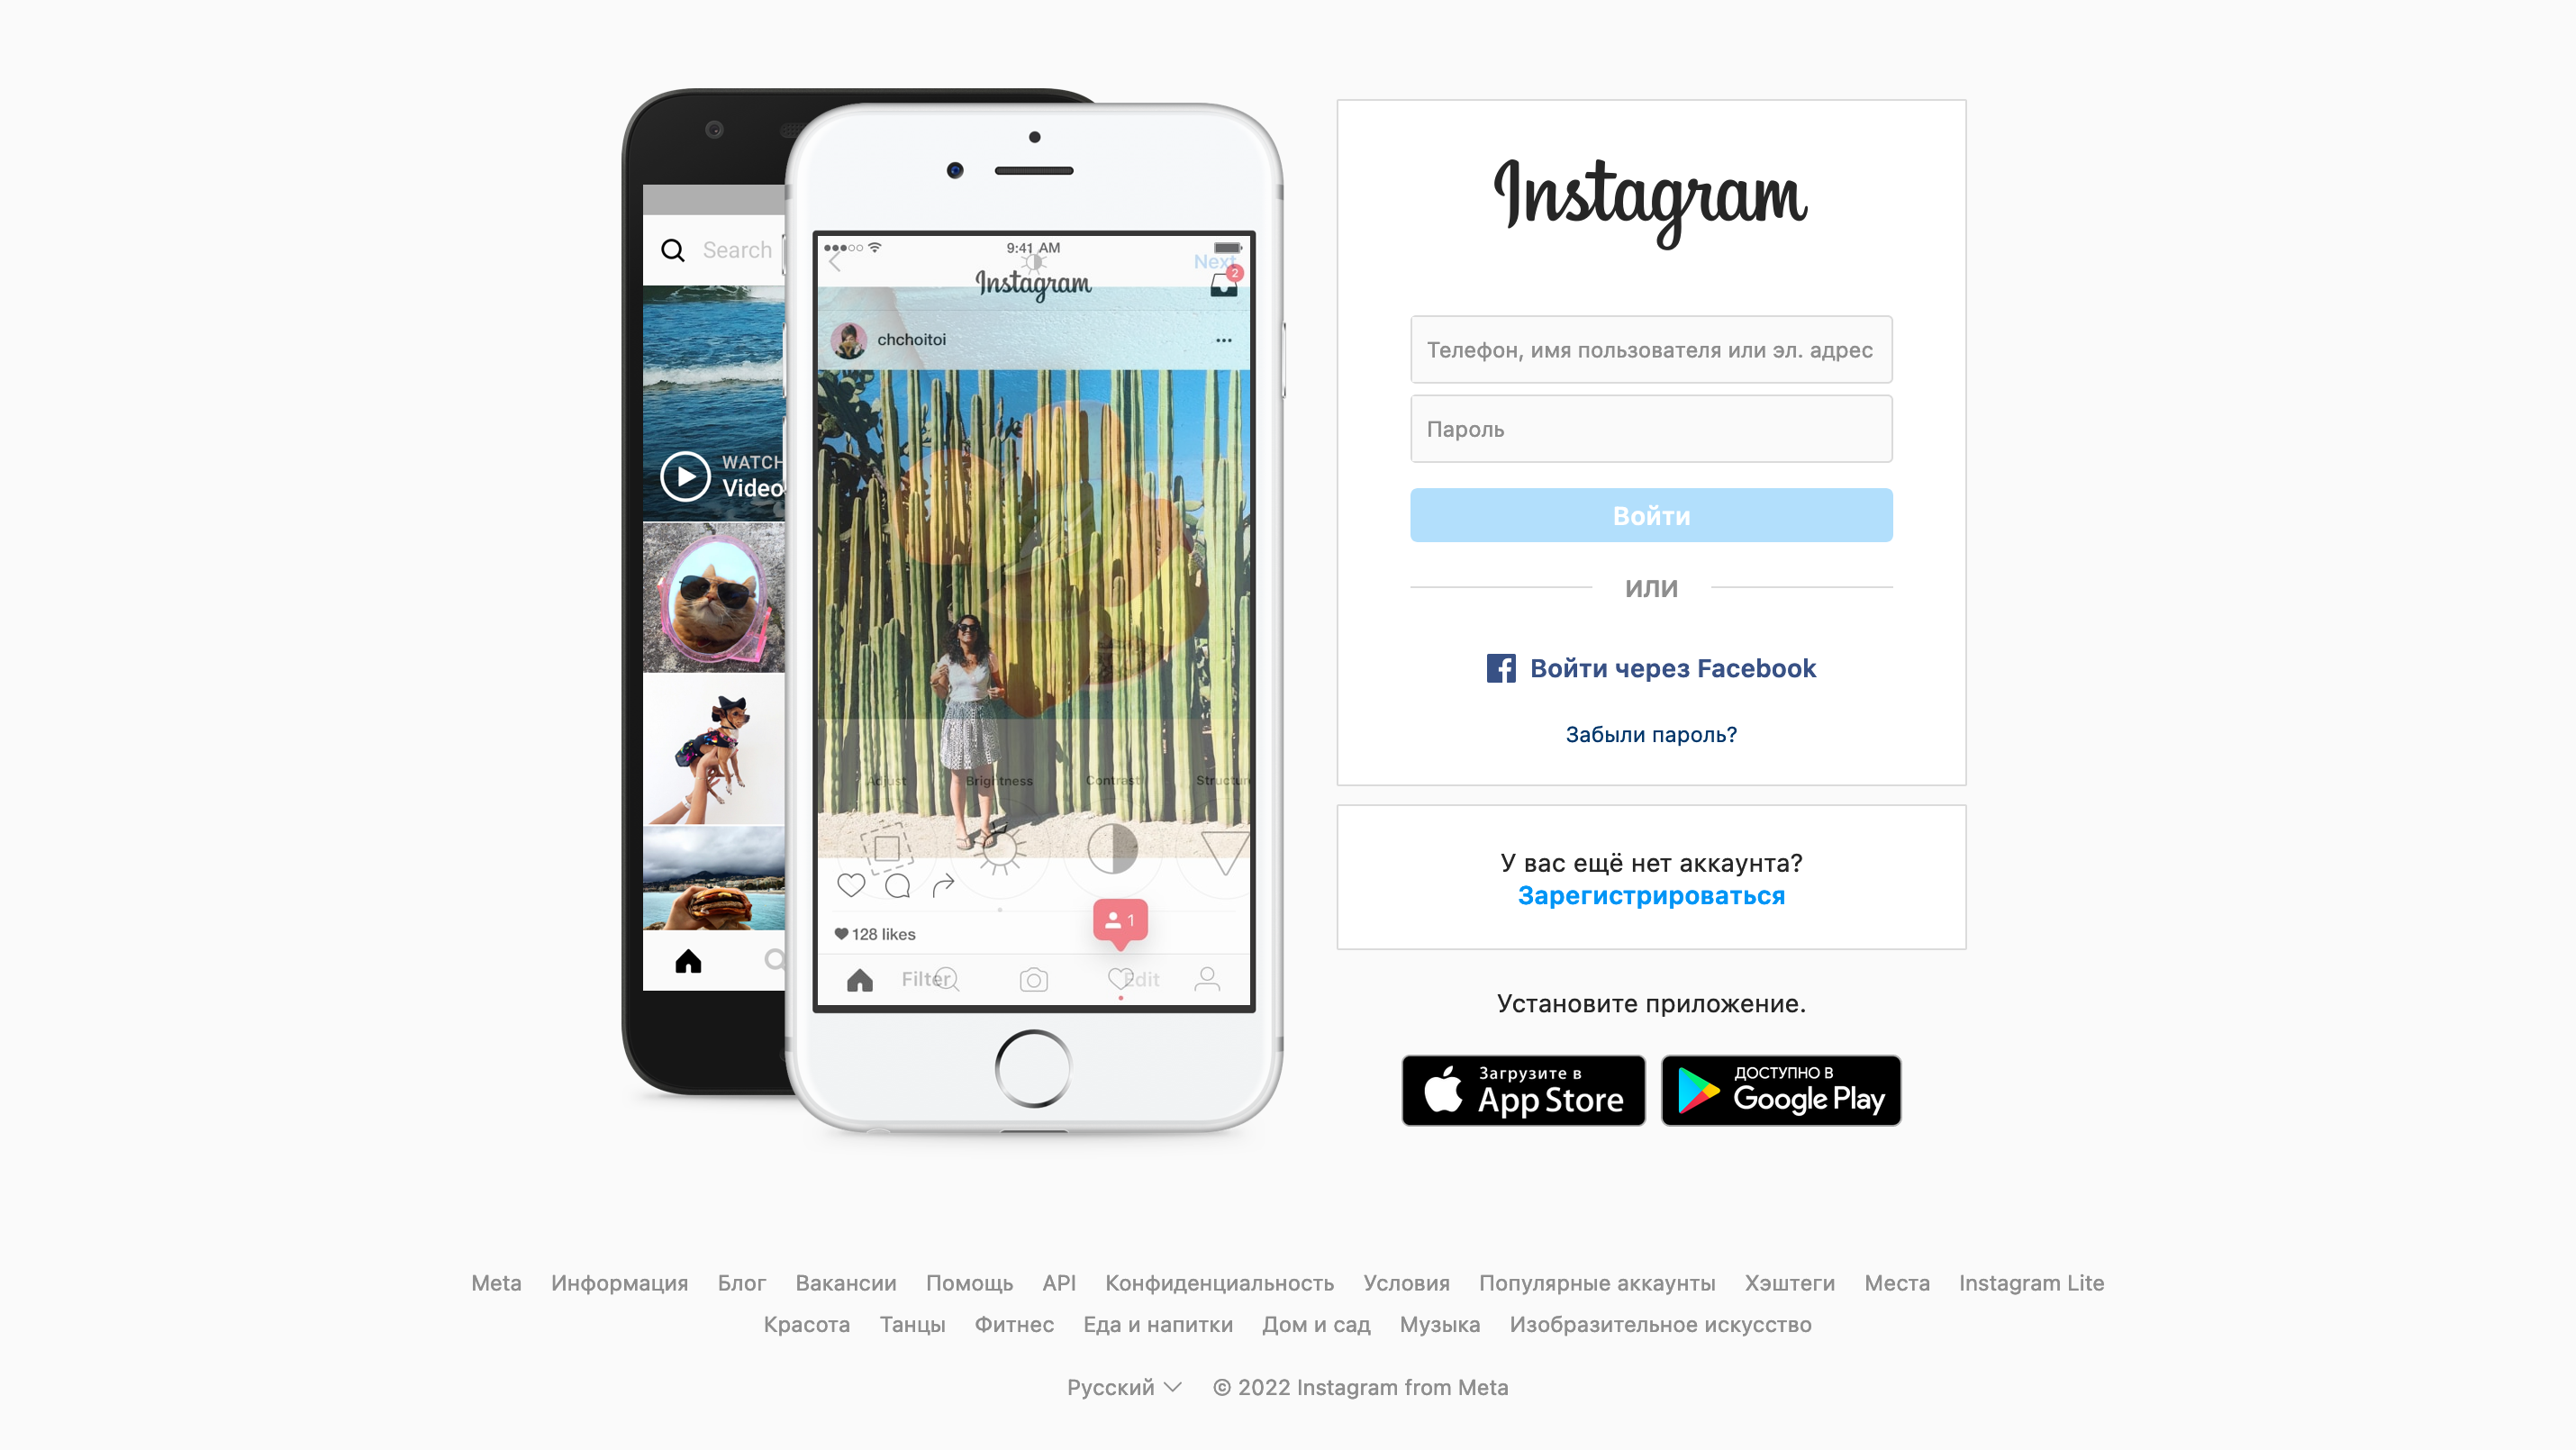 Search
WATCH
Video
9:41 AM
Next
2
Instagram
chchoitoi
Adjust
Brightness
Contrast
Structure
1
128 likes
Filter
Edit
Instagram
Телефон, имя пользователя или эл. адрес
Пароль
Войти
ИЛИ
Войти через Facebook
Забыли пароль?
У вас ещё нет аккаунта?
Зарегистрироваться
Установите приложение.
Загрузите в
App Store
ДОСТУПНО В
Google Play
Meta Информация Блог Вакансии Помощь API Конфиденциальность Условия Популярные аккаунты Хэштеги Места Instagram Lite
Красота Танцы Фитнес Еда и напитки Дом и сад Музыка Изобразительное искусство
Русский © 2022 Instagram from Meta